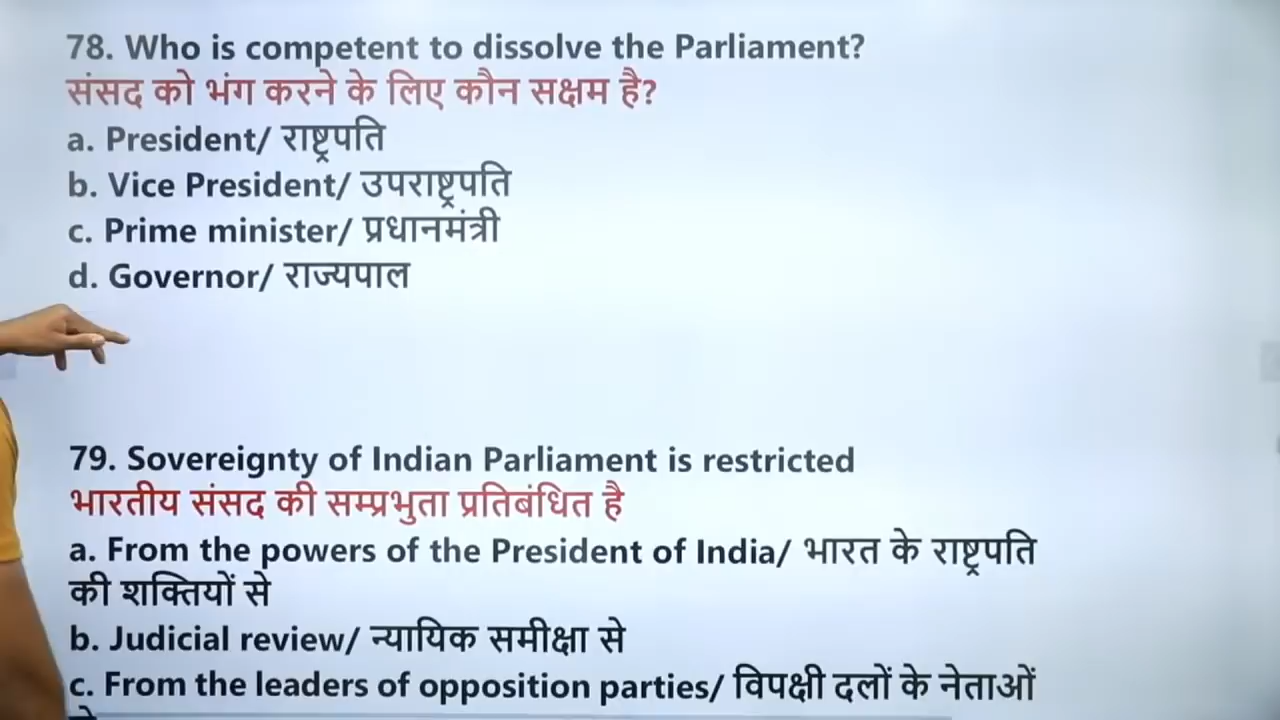 78. Who is competent to dissolve the Parliament?
संसद को भंग करने के लिए कौन सक्षम है?
a. President/ राष्ट्रपति
b. Vice President/ उपराष्ट्रपति
c. Prime minister/ प्रधानमंत्री
d. Governor/ राज्यपाल
79. Sovereignty of Indian Parliament is restricted
भारतीय संसद की सम्प्रभुता प्रतिबंधित है
a. From the powers of the President of India/ भारत के राष्ट्रपति
की शक्तियों से
b. Judicial review/ न्यायिक समीक्षा से
c. From the leaders of opposition parties/ विपक्षी दलों के नेताओं